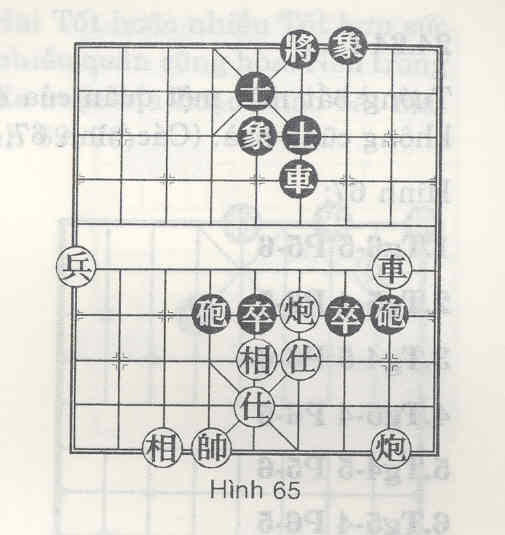 將 象
士
象 士
車
兵 車
砲 卒 炮 卒 砲
相 仕
仕
相 帥 炮
Hình 65